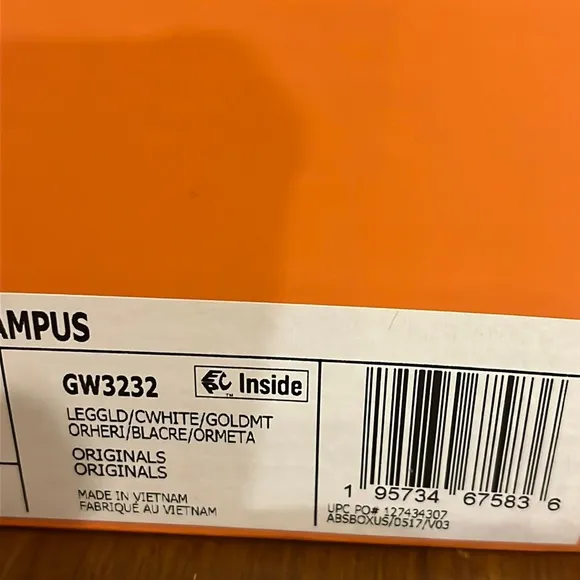 AMPUS
GW3232
Inside
™
LEGGLD/CWHITE/GOLDMT
ORHERI/BLACRE/ORMETA
ORIGINALS
ORIGINALS
MADE IN VIETNAM
FABRIQUÉ AU VIETNAM
1 95734 67583 6
UPC PO# 127434307
ABSBOXUS/0517/V03